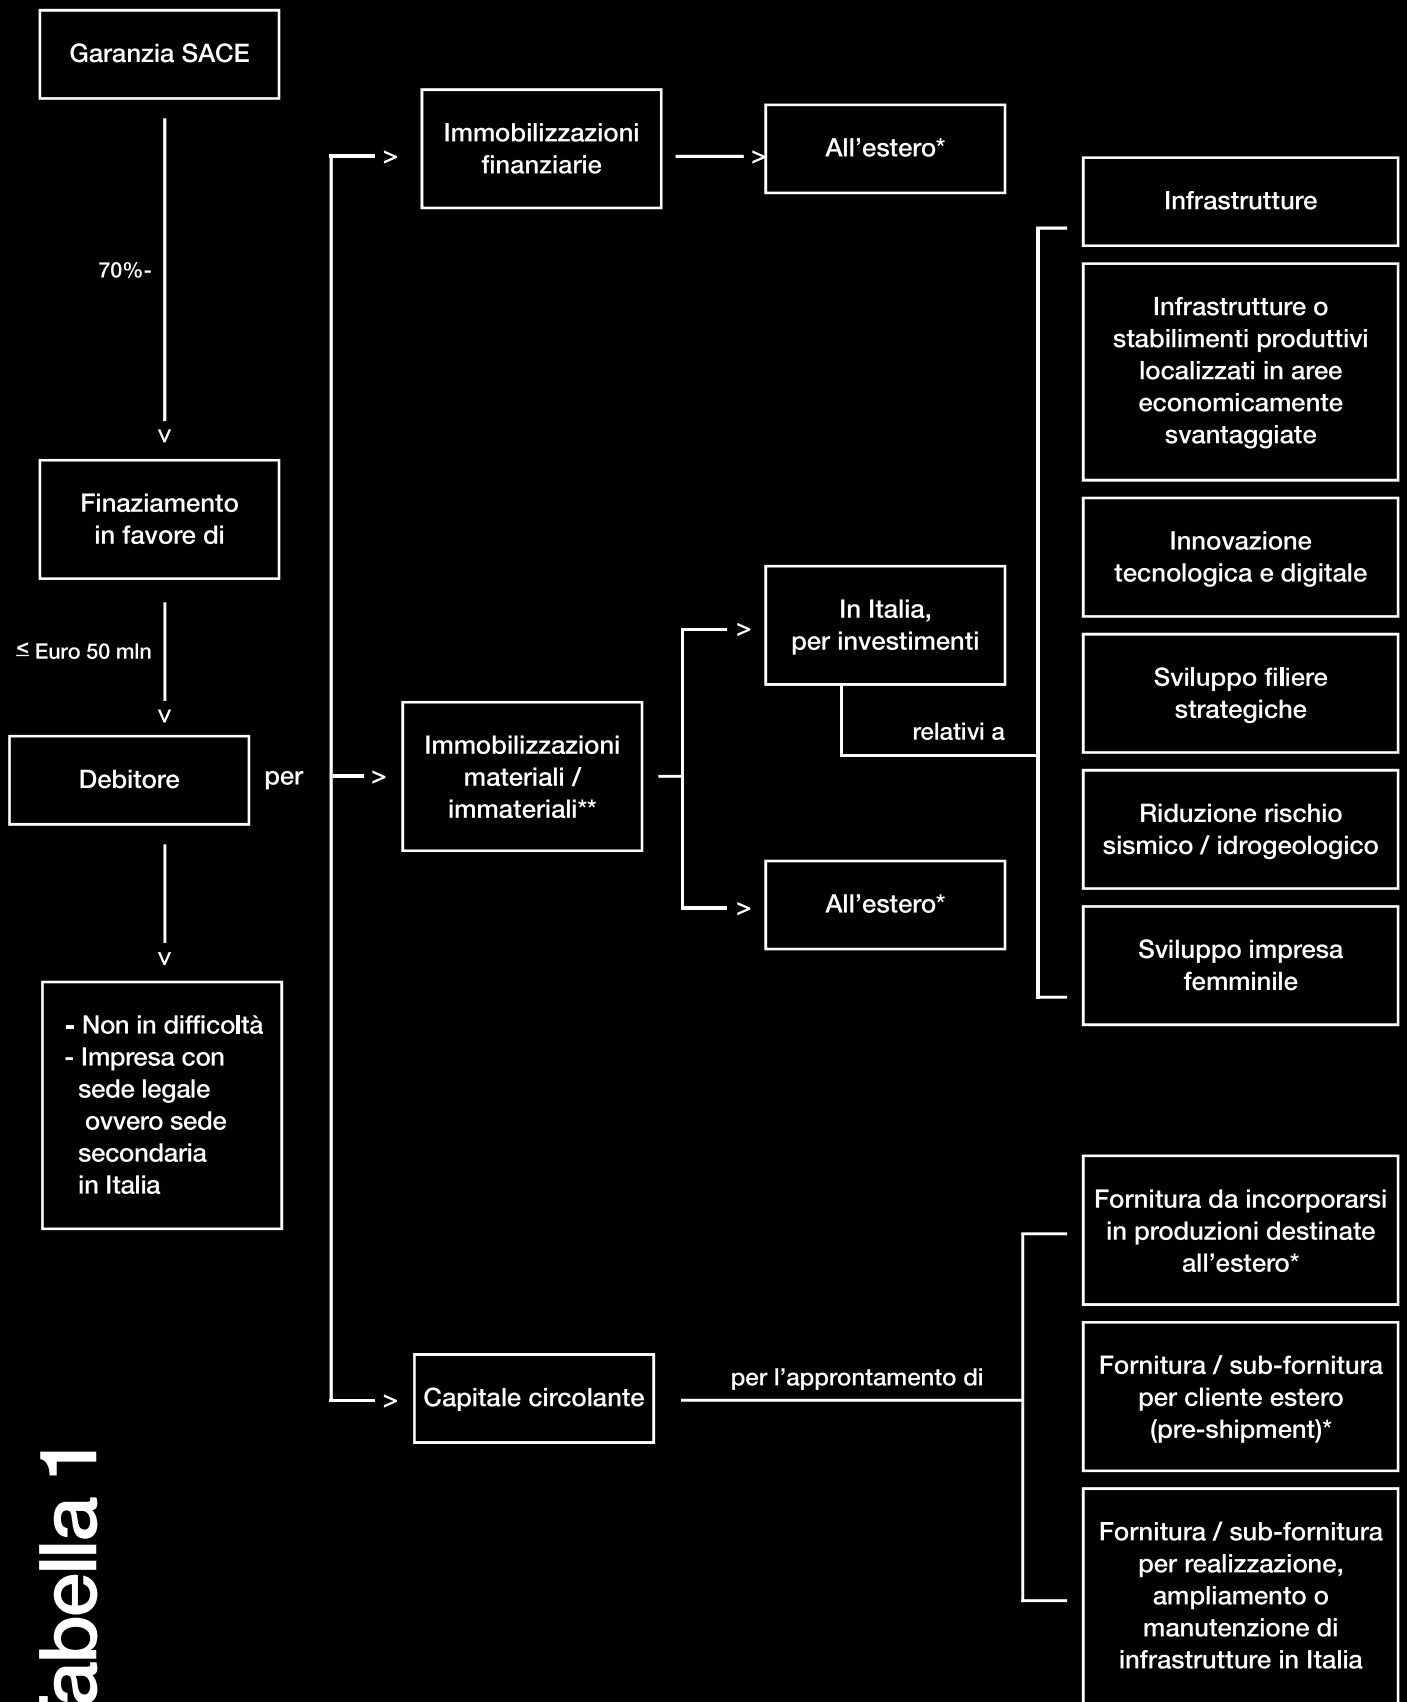 Garanzia SACE
70%-
Finaziamento
in favore di
≤ Euro 50 mln
Debitore
per
- Non in difficoltà
- Impresa con
sede legale
ovvero sede
secondaria
in Italia
Immobilizzazioni
finanziarie
All'estero*
Immobilizzazioni
materiali /
immateriali**
In Italia,
per investimenti
relativi a
All'estero*
Infrastrutture
Infrastrutture o
stabilimenti produttivi
localizzati in aree
economicamente
svantaggiate
Innovazione
tecnologica e digitale
Sviluppo filiere
strategiche
Riduzione rischio
sismico / idrogeologico
Sviluppo impresa
femminile
Capitale circolante
per l'approntamento di
Fornitura da incorporarsi
in produzioni destinate
all'estero*
Fornitura / sub-fornitura
per cliente estero
(pre-shipment)*
Fornitura / sub-fornitura
per realizzazione,
ampliamento o
manutenzione di
infrastrutture in Italia
Tabella 1